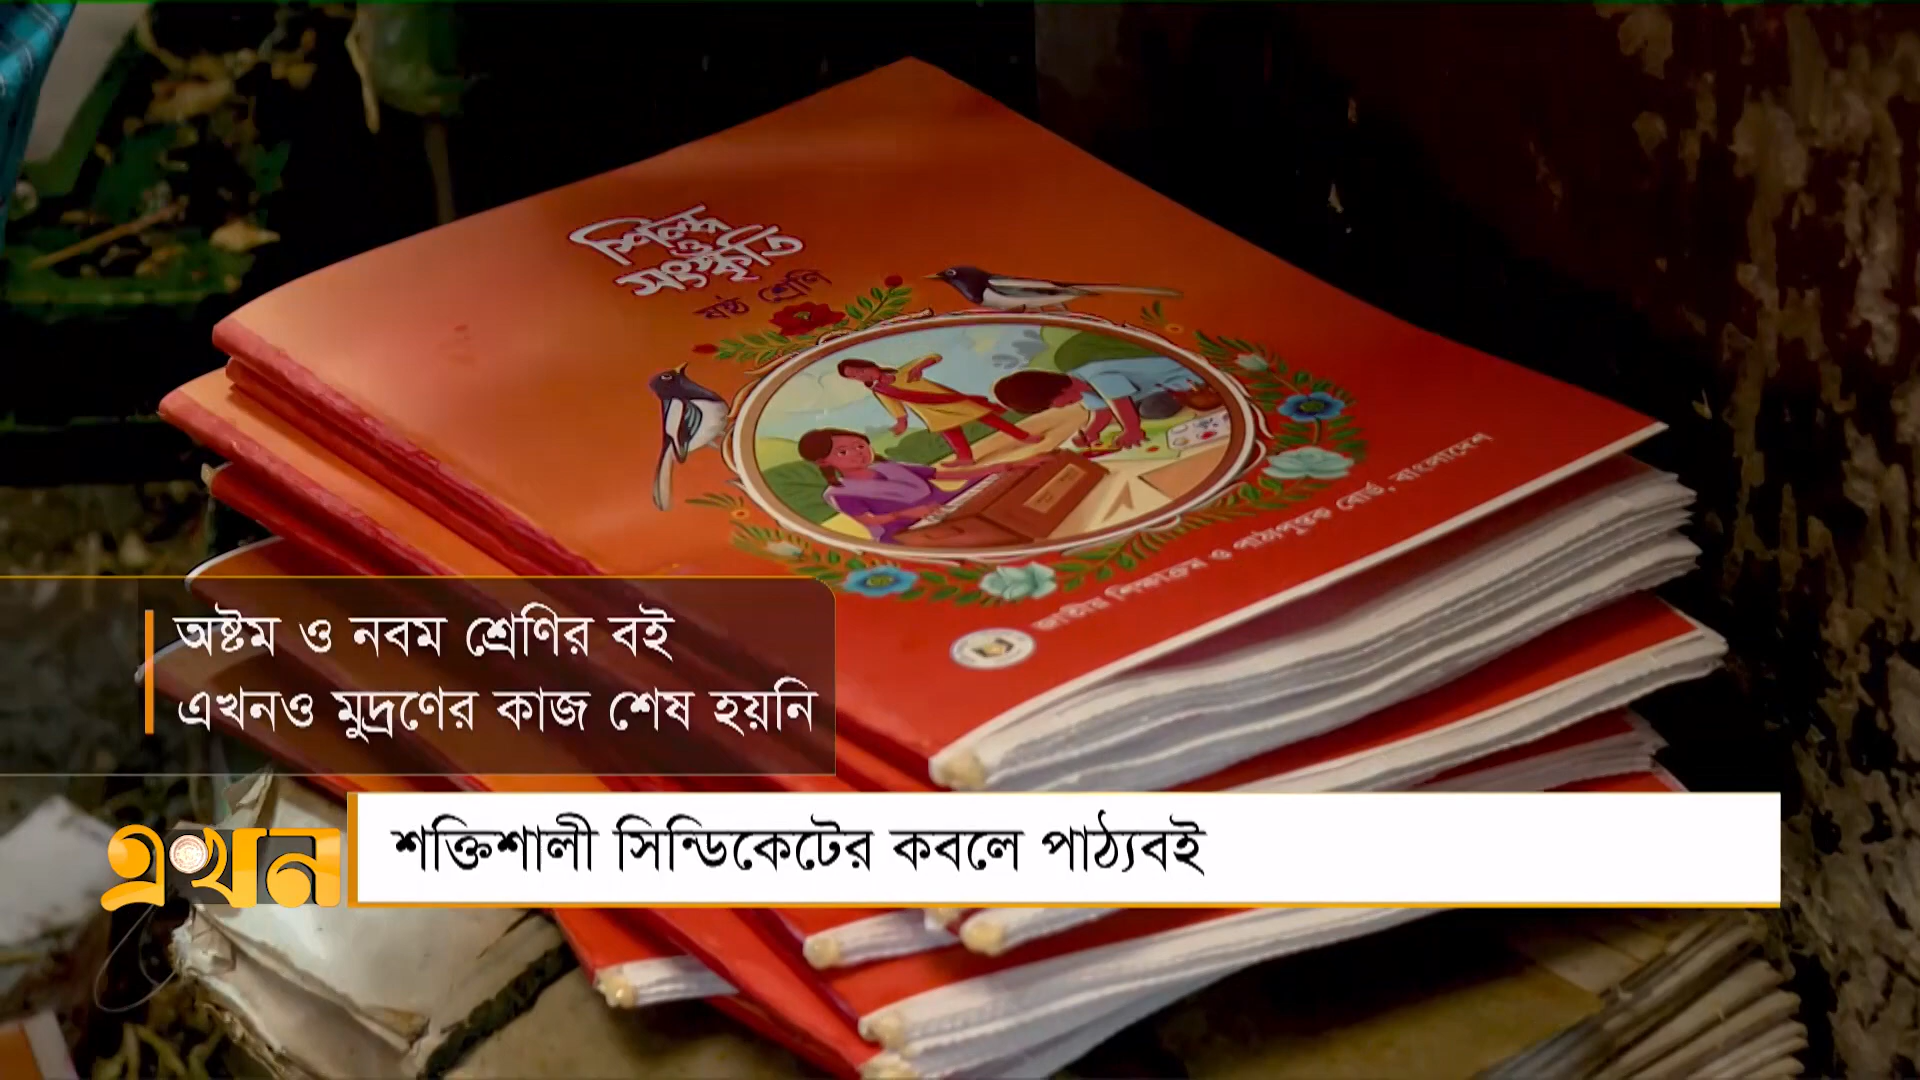 শিল্প
ও
সংস্কৃতি
ষষ্ঠ শ্রেণি
জাতীয় শিক্ষাক্রম ও পাঠ্যপুস্তক বোর্ড, বাংলাদেশ
অষ্টম ও নবম শ্রেণির বই
এখনও মুদ্রণের কাজ শেষ হয়নি
এখন
শক্তিশালী সিন্ডিকেটের কবলে পাঠ্যবই